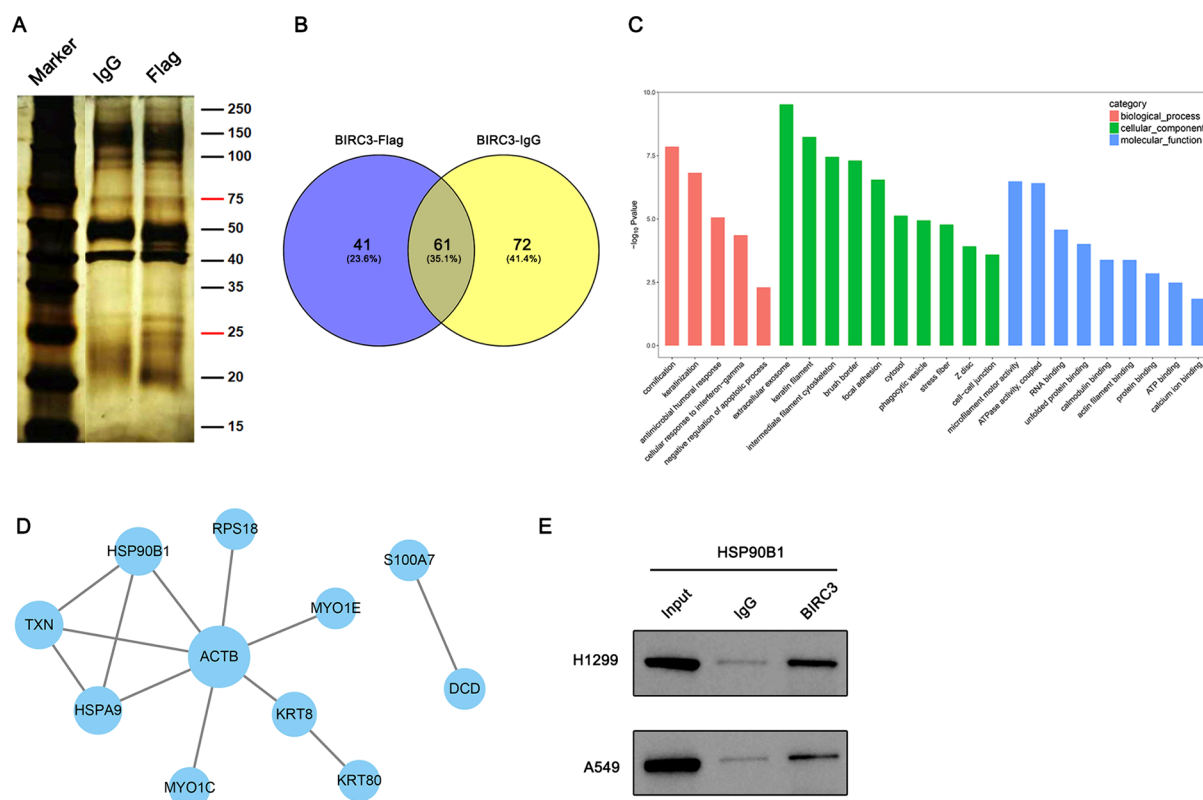 A
Marker
IgG
Flag
250
150
100
75
50
40
35
25
20
15
B
BIRC3-Flag
BIRC3-IgG
41
(23.6%)
61
(35.1%)
72
(41.4%)
C
category
biological_process
cellular_component
molecular_function
−log10 Pvalue
10.0
7.5
5.0
2.5
0.0
cornification
keratinization
antimicrobial humoral response
cellular response to interferon-gamma
negative regulation of apoptotic process
extracellular exosome
keratin filament
intermediate filament cytoskeleton
brush border
focal adhesion
cytosol
phagocytic vesicle
stress fiber
Z disc
cell-cell junction
microfilament motor activity
ATPase activity, coupled
RNA binding
unfolded protein binding
calmodulin binding
actin filament binding
protein binding
ATP binding
calcium ion binding
D
RPS18
HSP90B1
S100A7
MYO1E
TXN
ACTB
DCD
HSPA9
KRT8
MYO1C
KRT80
E
HSP90B1
Input
IgG
BIRC3
H1299
A549